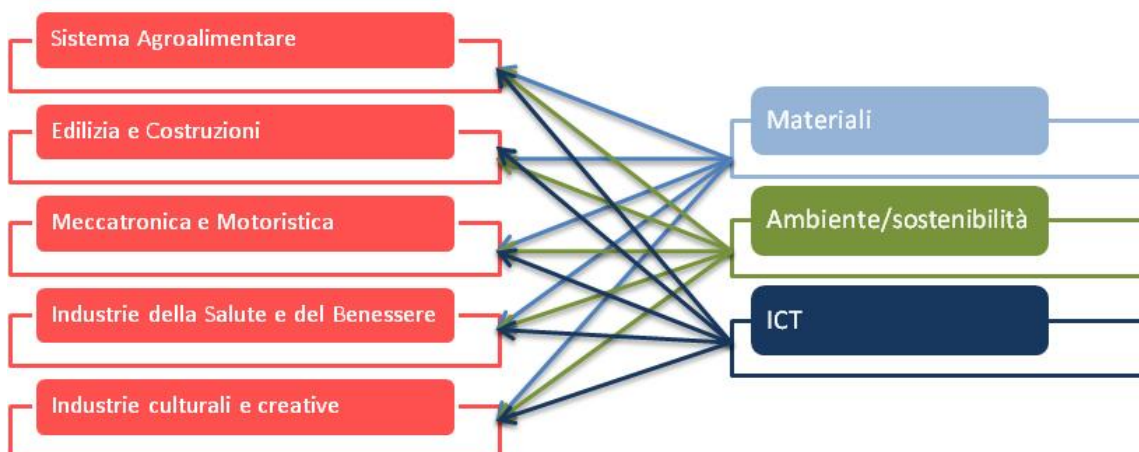 Sistema Agroalimentare
Edilizia e Costruzioni
Meccatronica e Motoristica
Industrie della Salute e del Benessere
Industrie culturali e creative
Materiali
Ambiente/sostenibilità
ICT